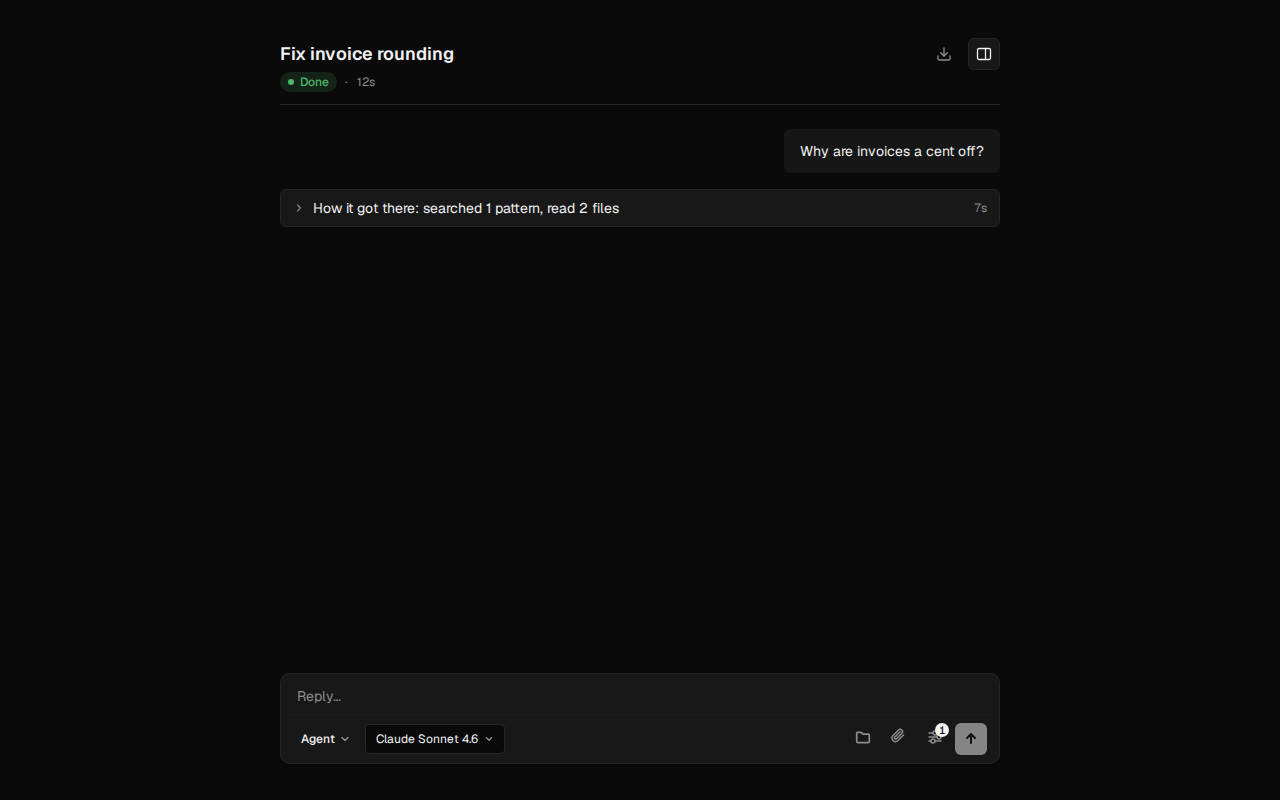 Fix invoice rounding
Done · 12s
Why are invoices a cent off?
How it got there: searched 1 pattern, read 2 files 7s
Reply…
Agent Claude Sonnet 4.6 1